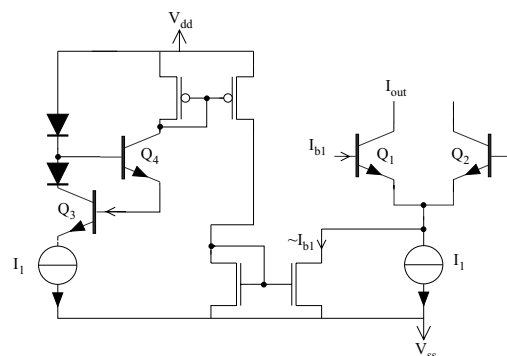 V_dd
I_out
Q_4
I_b1
Q_1
Q_2
Q_3
~I_b1
I_1
I_1
V_ss